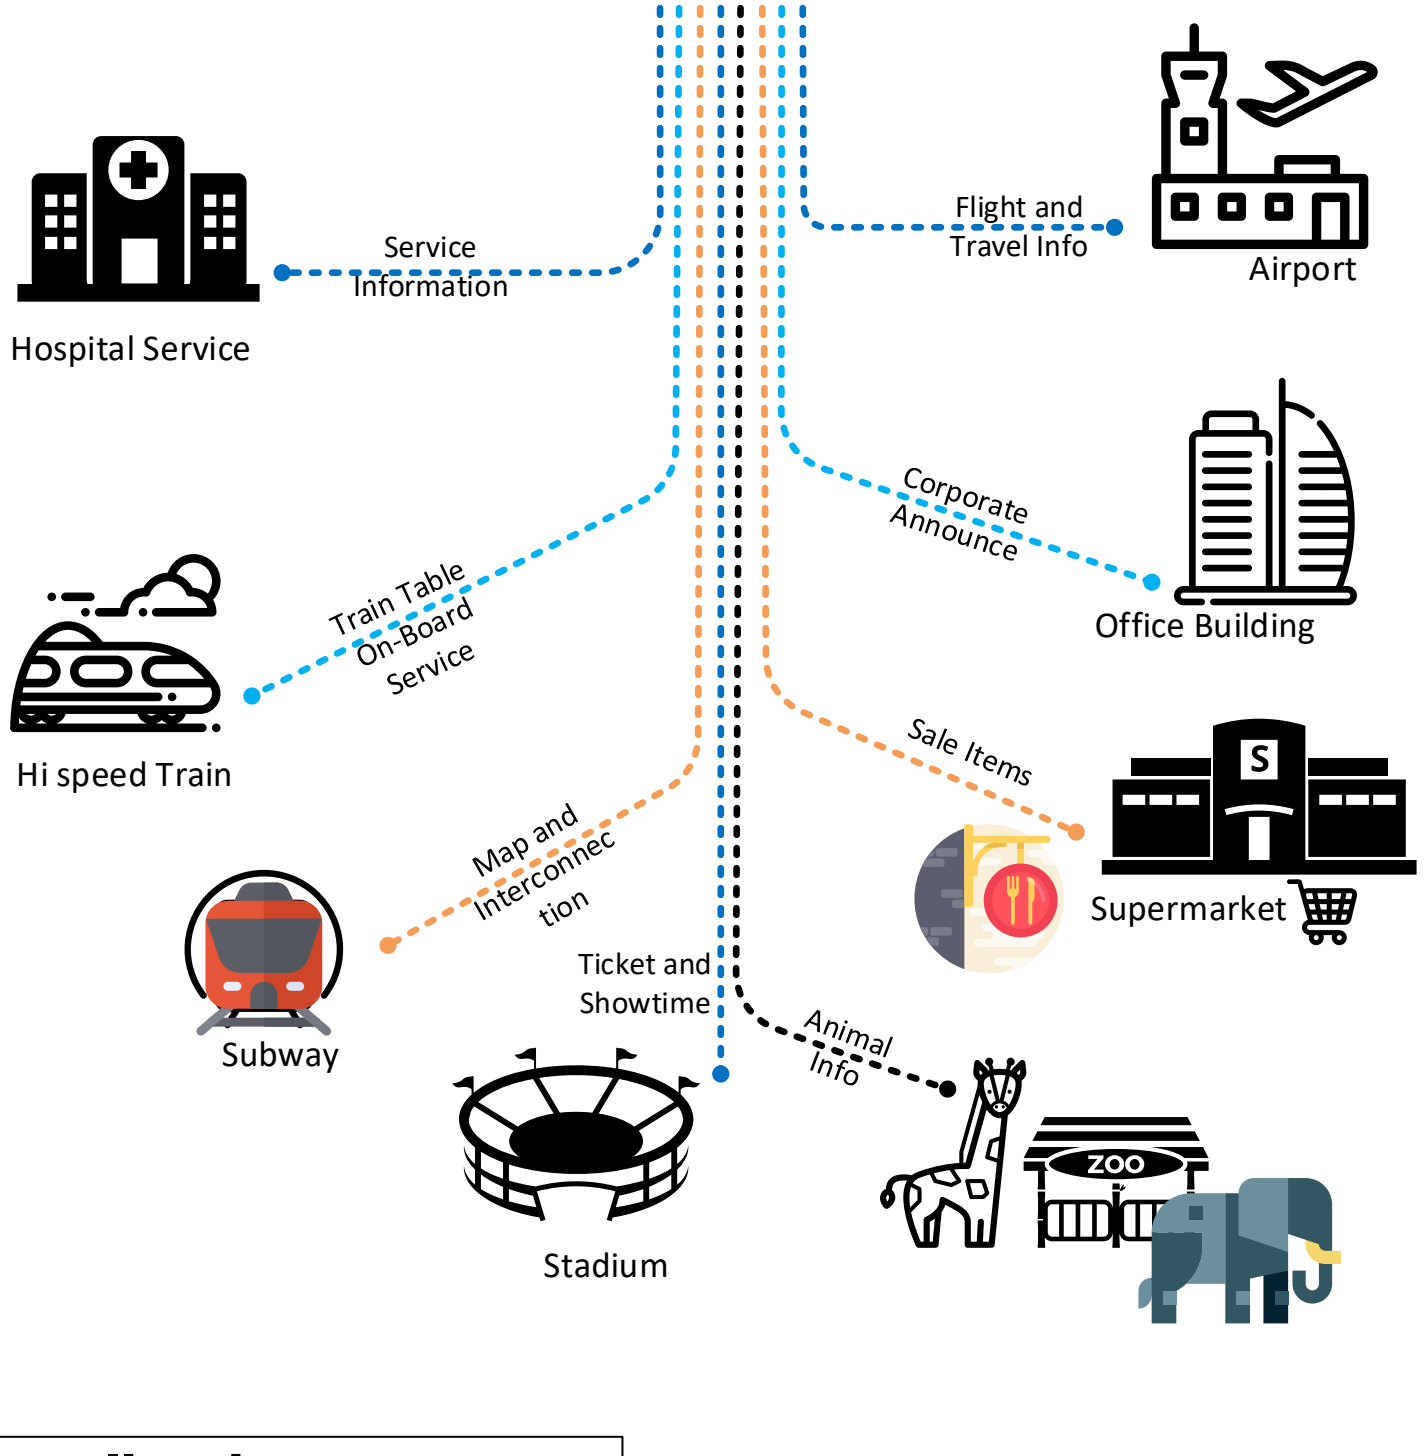 Flight and
Travel Info
Airport
Service
Information
Hospital Service
Corporate
Announce
Office Building
Train Table
On-Board
Service
Hi speed Train
Sale Items
S
Supermarket
Map and
Interconnec
tion
Subway
Ticket and
Showtime
Stadium
Animal
Info
ZOO